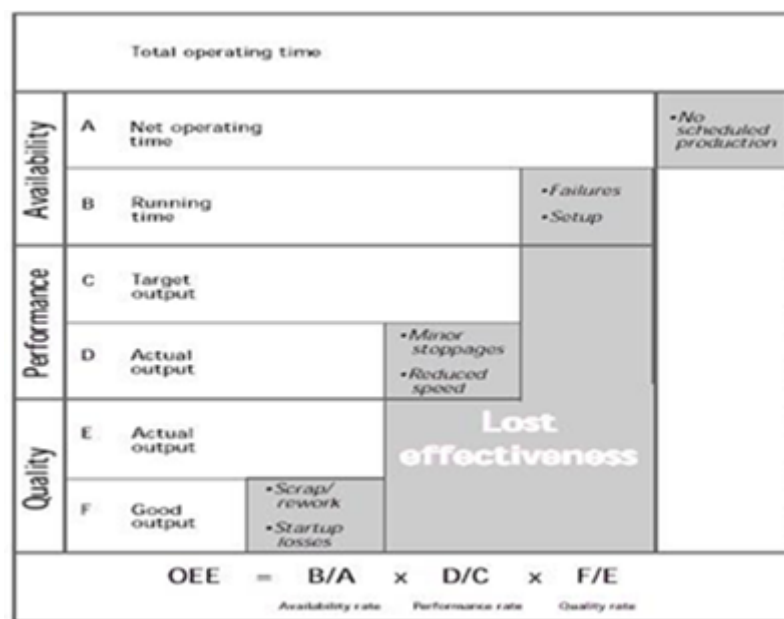 Total operating time
Availability
A Net operating
time
•No
scheduled
production
B Running
time
•Failures
•Setup
Performance
C Target
output
D Actual
output
•Minor
stoppages
•Reduced
speed
Quality
E Actual
output
Lost
effectiveness
F Good
output
•Scrap/
rework
•Startup
losses
OEE = B/A x D/C x F/E
Availability rate Performance rate Quality rate